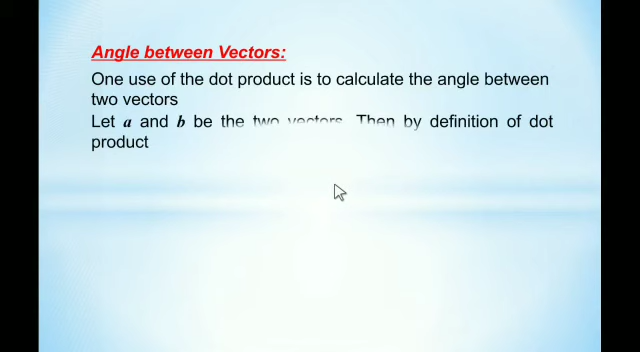 Angle between Vectors:
One use of the dot product is to calculate the angle between
two vectors
Let a and b be the two vectors. Then by definition of dot
product